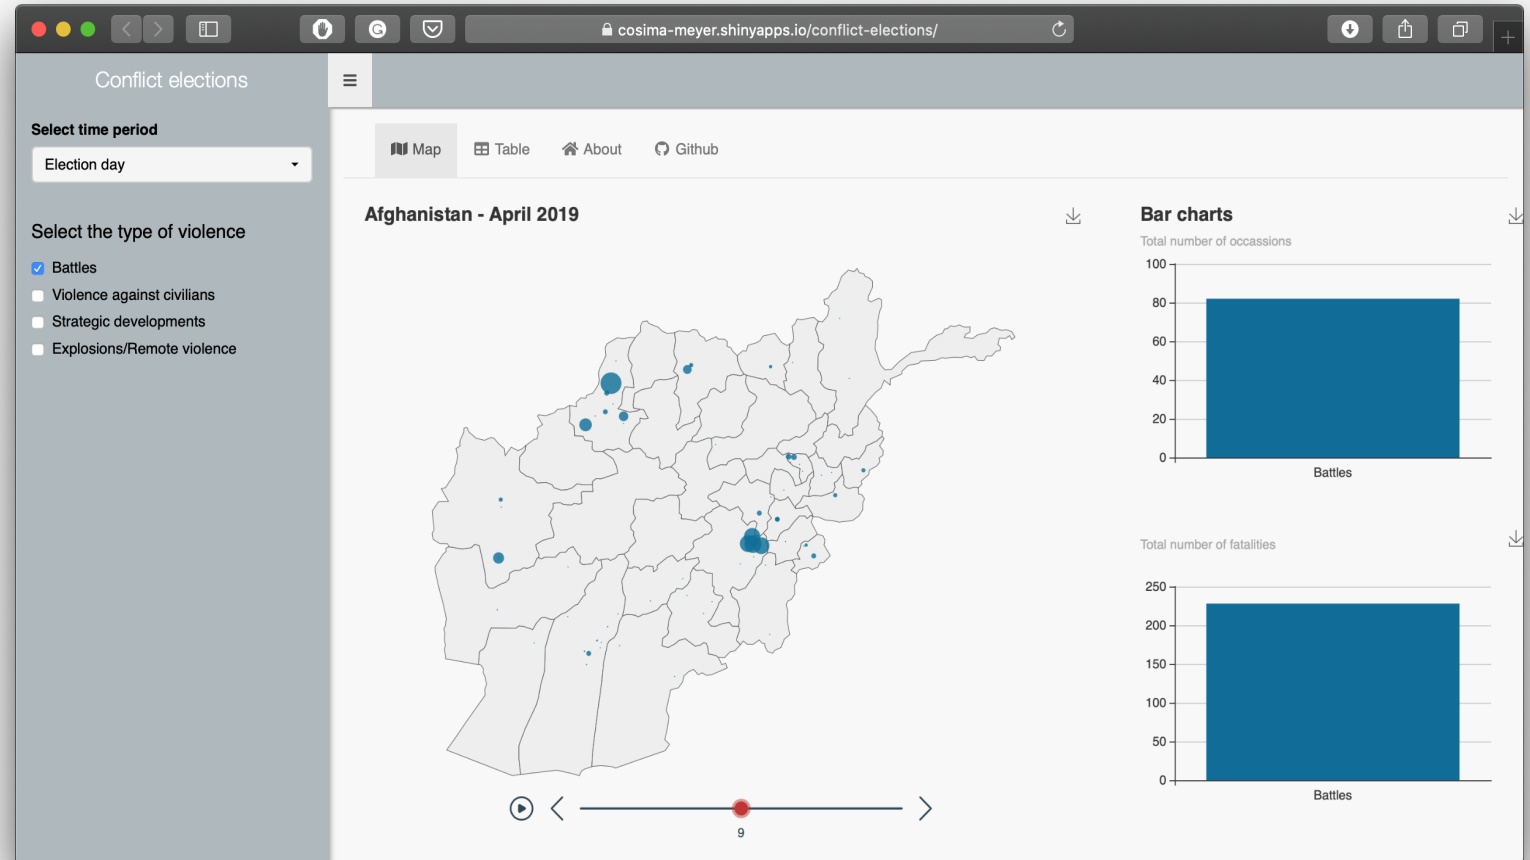 cosima-meyer.shinyapps.io/conflict-elections/
Conflict elections
Select time period
Election day
Select the type of violence
Battles
Violence against civilians
Strategic developments
Explosions/Remote violence
Map
Table
About
Github
Afghanistan - April 2019
9
Bar charts
Total number of occassions
100
80
60
40
20
0
Battles
Total number of fatalities
250
200
150
100
50
0
Battles